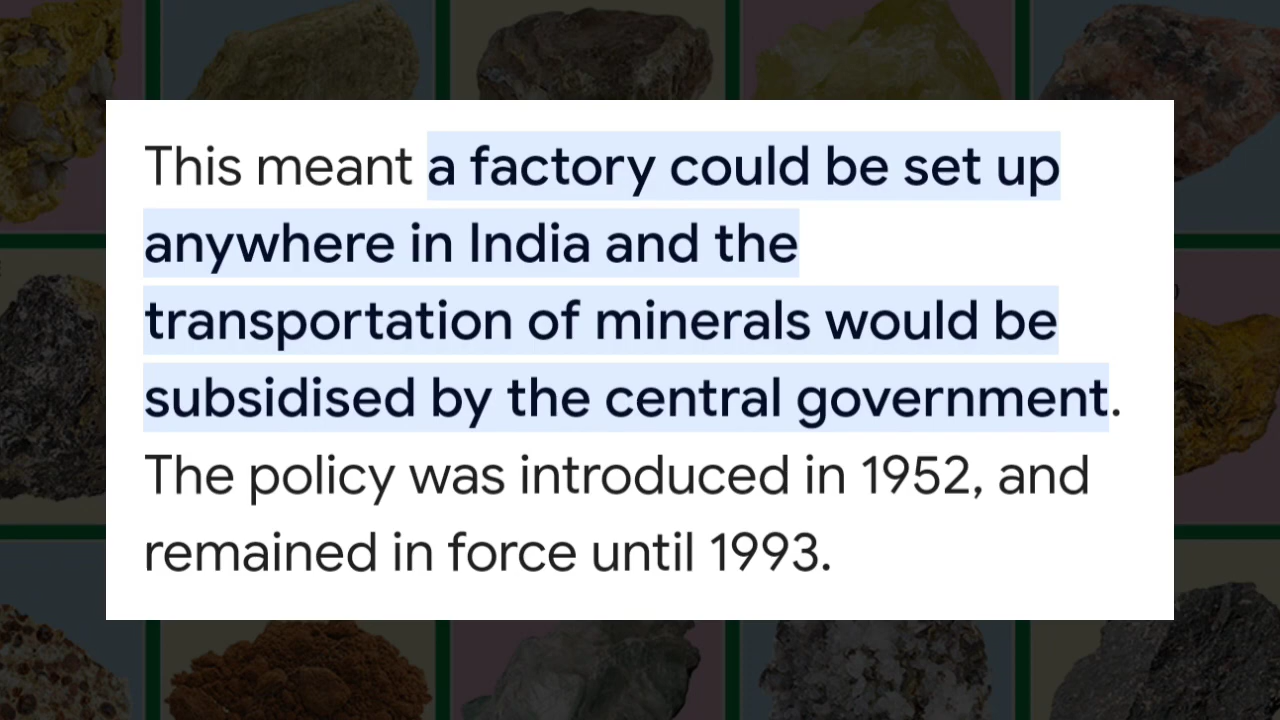 This meant a factory could be set up
anywhere in India and the
transportation of minerals would be
subsidised by the central government.
The policy was introduced in 1952, and
remained in force until 1993.